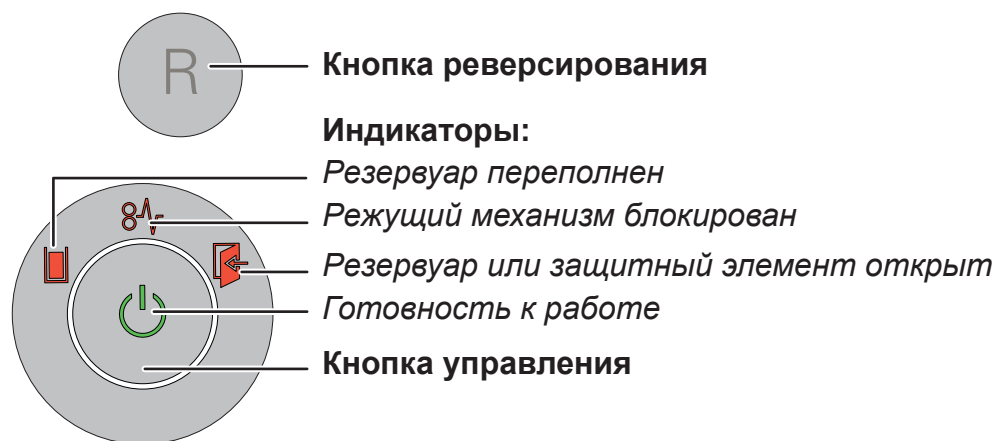 R
Кнопка реверсирования
Индикаторы:
Резервуар переполнен
Режущий механизм блокирован
Резервуар или защитный элемент открыт
Готовность к работе
Кнопка управления